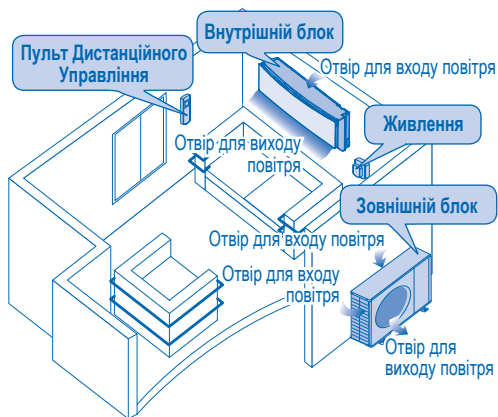 Внутрішній блок
Пульт Дистанційного
Управління
Отвір для входу повітря
Отвір для виходу
повітря
Живлення
Зовнішній блок
Отвір для входу повітря
Отвір для входу
повітря
Отвір для
виходу повітря